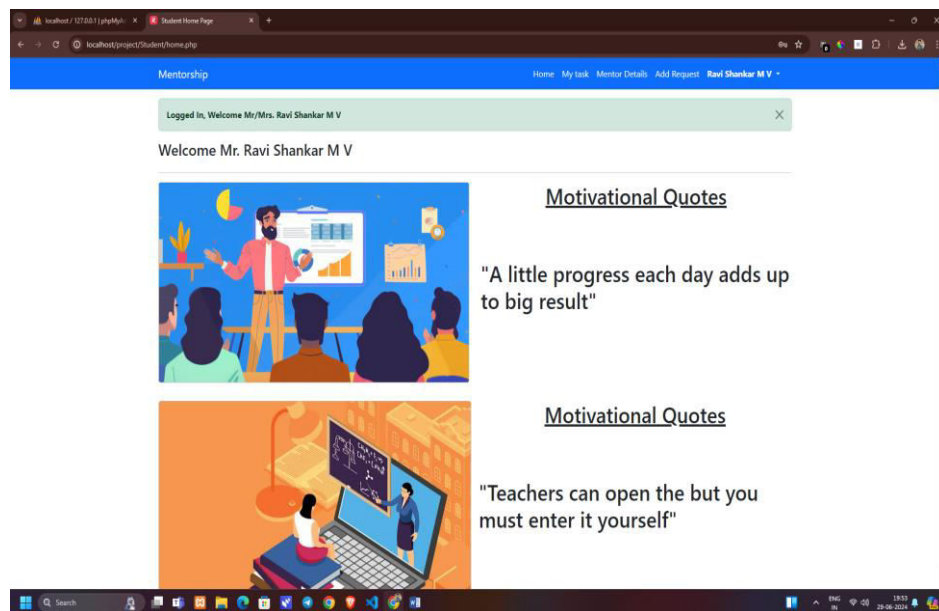 localhost / 127.0.0.1 | phpMyAd
Student Home Page
localhost/project/Student/home.php
Mentorship
Home My task Mentor Details Add Request Ravi Shankar M V
Logged In, Welcome Mr/Mrs. Ravi Shankar M V
Welcome Mr. Ravi Shankar M V
Motivational Quotes
"A little progress each day adds up
to big result"
Motivational Quotes
"Teachers can open the but you
must enter it yourself"
Search
ENG
IN
19:53
29-06-2024